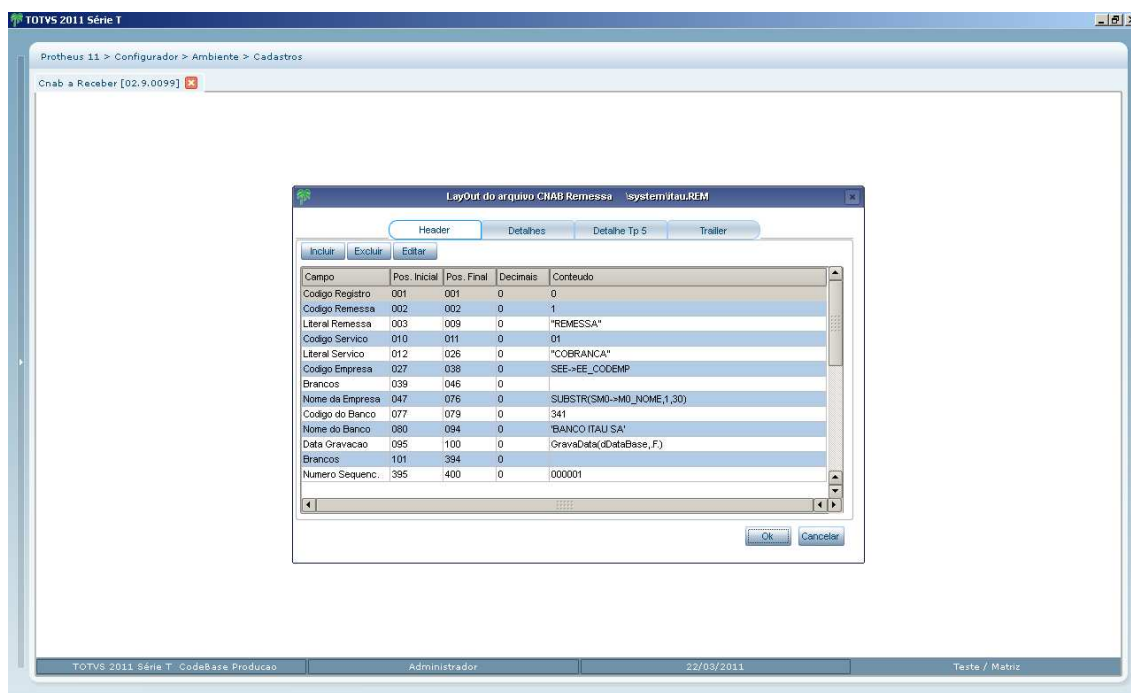 TOTVS 2011 Série T
Protheus 11 > Configurador > Ambiente > Cadastros
Cnab a Receber [02.9.0099]
LayOut do arquivo CNAB Remessa \system\itau.REM
Header Detalhes Detalhe Tp 5 Trailler
Incluir Excluir Editar
Campo Pos. Inicial Pos. Final Decimais Conteudo
Codigo Registro 001 001 0 0
Codigo Remessa 002 002 0 1
Literal Remessa 003 009 0 "REMESSA"
Codigo Servico 010 011 0 01
Literal Servico 012 026 0 "COBRANCA"
Codigo Empresa 027 038 0 SEE->EE_CODEMP
Brancos 039 046 0
Nome da Empresa 047 076 0 SUBSTR(SM0->M0_NOME,1,30)
Codigo do Banco 077 079 0 341
Nome do Banco 080 094 0 'BANCO ITAU SA'
Data Gravacao 095 100 0 GravaData(dDataBase,.F.)
Brancos 101 394 0
Numero Sequenc. 395 400 0 000001
Ok Cancelar
TOTVS 2011 Série T CodeBase Producao Administrador 22/03/2011 Teste / Matriz